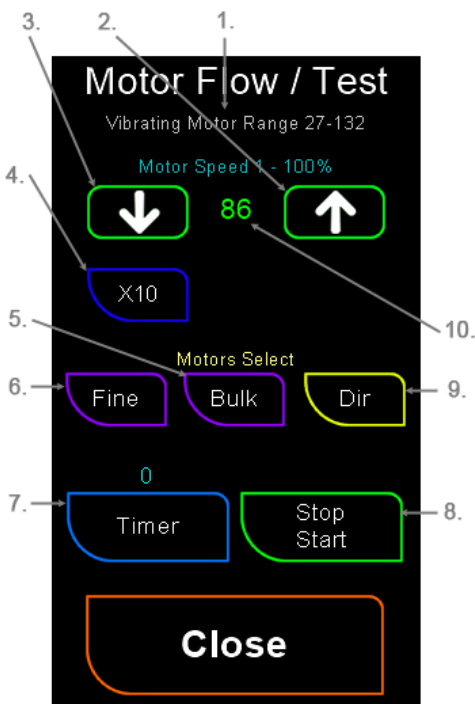 3. 2. 1.
Motor Flow / Test
Vibrating Motor Range 27-132
Motor Speed 1 - 100%
4.
86
X10
10.
5.
Motors Select
6. Fine Bulk Dir 9.
0
7. Timer Stop Start 8.
Close